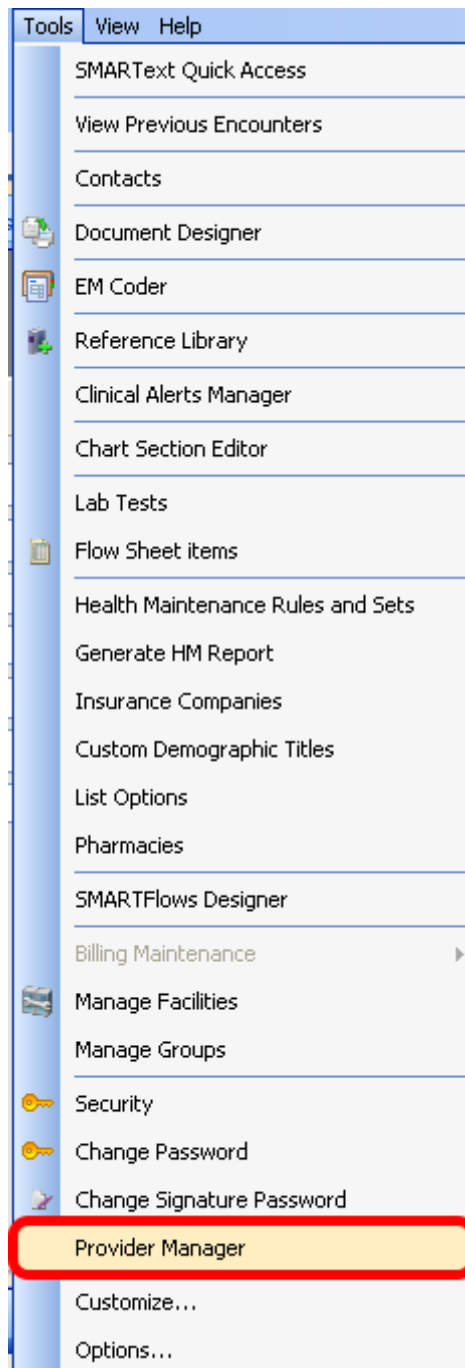 Tools View Help
SMARText Quick Access
View Previous Encounters
Contacts
Document Designer
EM Coder
Reference Library
Clinical Alerts Manager
Chart Section Editor
Lab Tests
Flow Sheet items
Health Maintenance Rules and Sets
Generate HM Report
Insurance Companies
Custom Demographic Titles
List Options
Pharmacies
SMARTFlows Designer
Billing Maintenance
Manage Facilities
Manage Groups
Security
Change Password
Change Signature Password
Provider Manager
Customize...
Options...